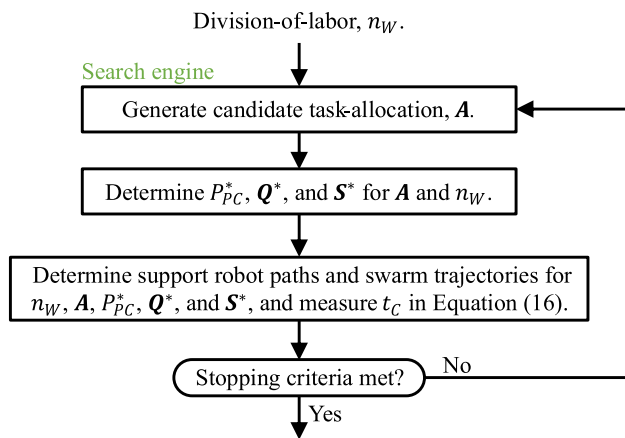 Division-of-labor, n_W.
Search engine
Generate candidate task-allocation, A.
Determine P*_PC, Q*, and S* for A and n_W.
Determine support robot paths and swarm trajectories for
n_W, A, P*_PC, Q*, and S*, and measure t_C in Equation (16).
Stopping criteria met?
No
Yes